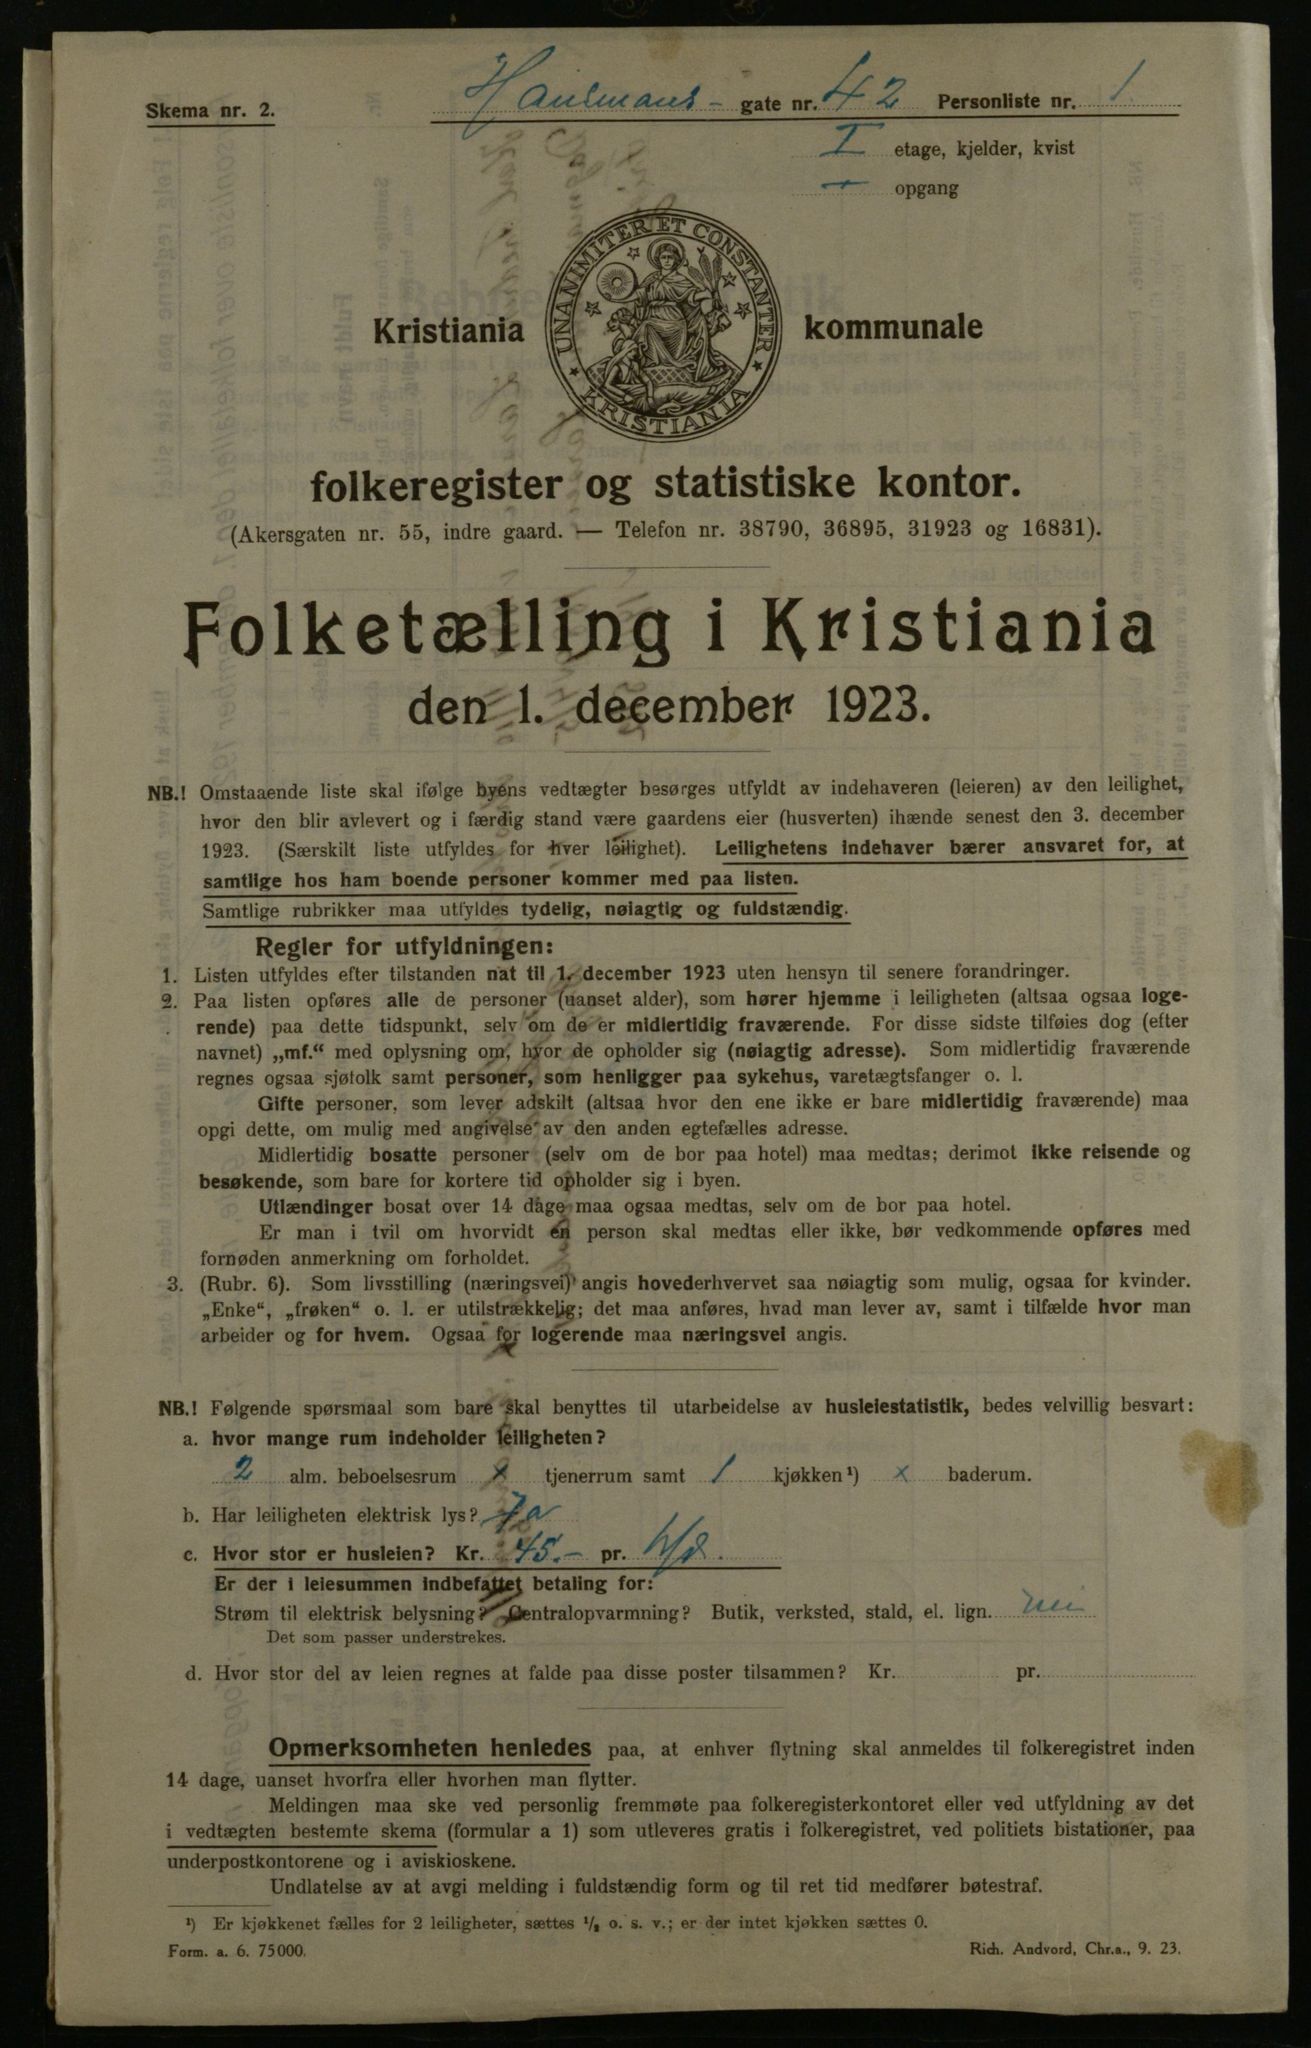 Skema nr. 2.
Hausmans- gate nr. 42 Personliste nr. 1
I etage, kjelder, kvist
I opgang
Kristiania kommunale
UNANIMITER ET CONSTANTER
KRISTIANIA
folkeregister og statistiske kontor.
(Akersgaten nr. 55, indre gaard. — Telefon nr. 38790, 36895, 31923 og 16831).
Folketælling i Kristiania
den 1. december 1923.
NB.! Omstaaende liste skal ifølge byens vedtægter besørges utfyldt av indehaveren (leieren) av den leilighet,
hvor den blir avlevert og i færdig stand være gaardens eier (husverten) ihænde senest den 3. december
1923. (Særskilt liste utfyldes for hver leilighet). Leilighetens indehaver bærer ansvaret for, at
samtlige hos ham boende personer kommer med paa listen.
Samtlige rubrikker maa utfyldes tydelig, nøiagtig og fuldstændig.
Regler for utfyldningen:
1. Listen utfyldes efter tilstanden nat til 1. december 1923 uten hensyn til senere forandringer.
2. Paa listen opføres alle de personer (uanset alder), som hører hjemme i leiligheten (altsaa ogsaa loge-
rende) paa dette tidspunkt, selv om de er midlertidig fraværende. For disse sidste tilføies dog (efter
navnet) „mf.“ med oplysning om, hvor de opholder sig (nøiagtig adresse). Som midlertidig fraværende
regnes ogsaa sjøfolk samt personer, som henligger paa sykehus, varetægtsfanger o. l.
Gifte personer, som lever adskilt (altsaa hvor den ene ikke er bare midlertidig fraværende) maa
opgi dette, om mulig med angivelse av den anden egtefælles adresse.
Midlertidig bosatte personer (selv om de bor paa hotel) maa medtas; derimot ikke reisende og
besøkende, som bare for kortere tid opholder sig i byen.
Utlændinger bosat over 14 dage maa ogsaa medtas, selv om de bor paa hotel.
Er man i tvil om hvorvidt en person skal medtas eller ikke, bør vedkommende opføres med
fornøden anmerkning om forholdet.
3. (Rubr. 6). Som livsstilling (næringsvei) angis hovederhvervet saa nøiagtig som mulig, ogsaa for kvinder.
„Enke“, „frøken“ o. l. er utilstrækkelig; det maa anføres, hvad man lever av, samt i tilfælde hvor man
arbeider og for hvem. Ogsaa for logerende maa næringsvei angis.
NB.! Følgende spørsmaal som bare skal benyttes til utarbeidelse av husleiestatistik, bedes velvillig besvart:
a. hvor mange rum indeholder leiligheten?
2 alm. beboelsesrum x tjenerrum samt 1 kjøkken ¹) x baderum.
b. Har leiligheten elektrisk lys? Ja
c. Hvor stor er husleien? Kr. 45.- pr.
Er der i leiesummen indbefattet betaling for:
Strøm til elektrisk belysning? Centralopvarmning? Butik, verksted, stald, el. lign.
Det som passer understrekes.
d. Hvor stor del av leien regnes at falde paa disse poster tilsammen? Kr. pr.
Opmerksomheten henledes paa, at enhver flytning skal anmeldes til folkeregistret inden
14 dage, uanset hvorfra eller hvorhen man flytter.
Meldingen maa ske ved personlig fremmøte paa folkeregisterkontoret eller ved utfyldning av det
i vedtægten bestemte skema (formular a 1) som utleveres gratis i folkeregistret, ved politiets bistationer, paa
underpostkontorene og i aviskioskene.
Undlatelse av at avgi melding i fuldstændig form og til ret tid medfører bøtestraf.
¹) Er kjøkkenet fælles for 2 leiligheter, sættes ½ o. s. v.; er der intet kjøkken sættes 0.
Form. a. 6. 75000.
Rich. Andvord, Chr.a., 9. 23.